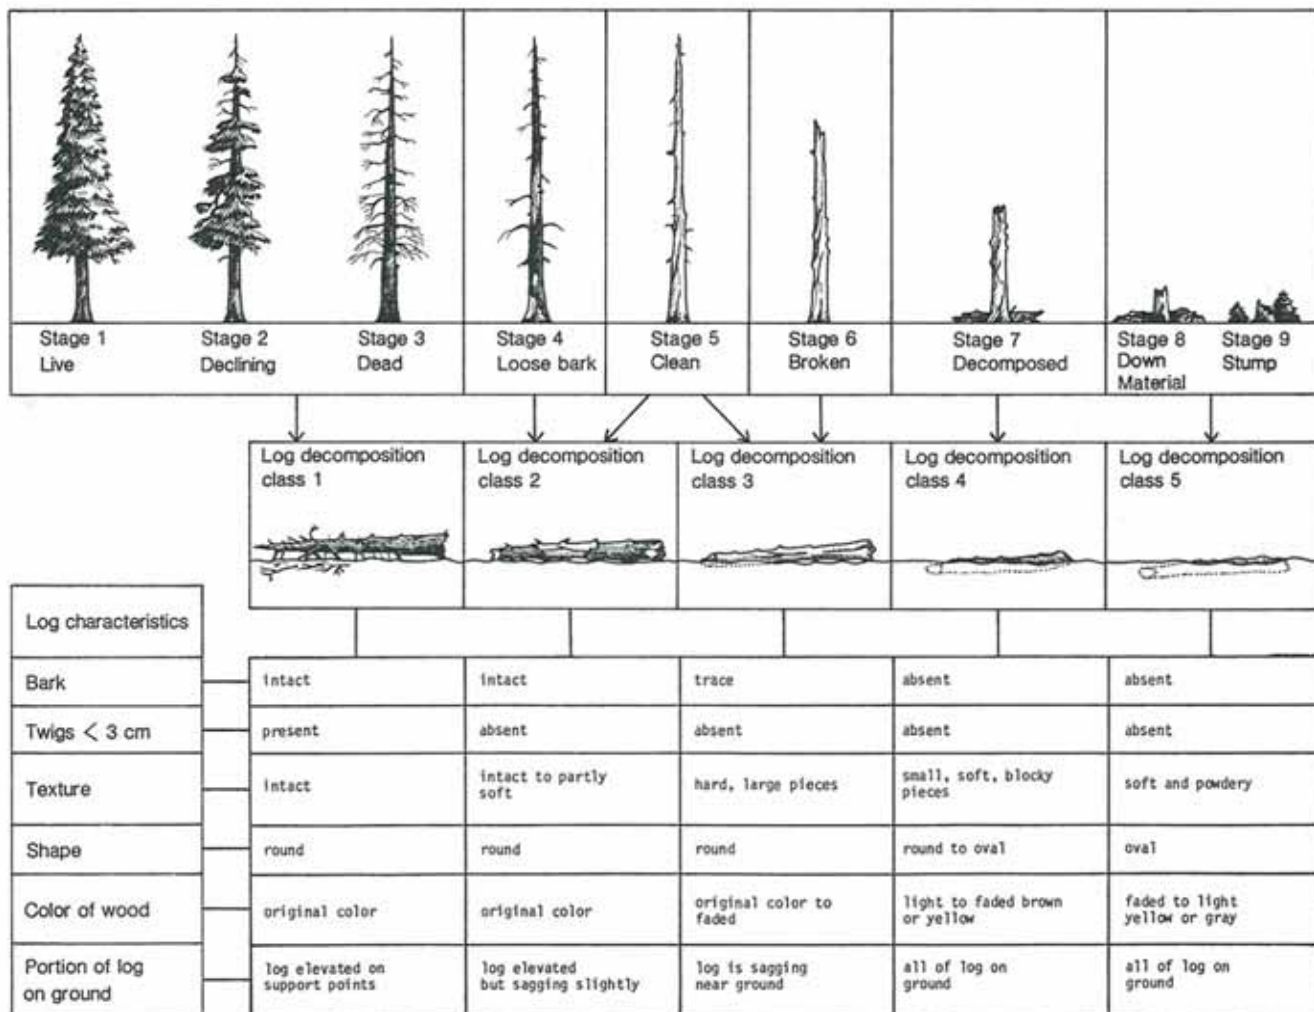 Stage 1
Live
Stage 2
Declining
Stage 3
Dead
Stage 4
Loose bark
Stage 5
Clean
Stage 6
Broken
Stage 7
Decomposed
Stage 8
Down
Material
Stage 9
Stump
Log decomposition
class 1
Log decomposition
class 2
Log decomposition
class 3
Log decomposition
class 4
Log decomposition
class 5
Log characteristics
Bark
intact
intact
trace
absent
absent
Twigs < 3 cm
present
absent
absent
absent
absent
Texture
intact
intact to partly
soft
hard, large pieces
small, soft, blocky
pieces
soft and powdery
Shape
round
round
round
round to oval
oval
Color of wood
original color
original color
original color to
faded
light to faded brown
or yellow
faded to light
yellow or gray
Portion of log
on ground
log elevated on
support points
log elevated
but sagging slightly
log is sagging
near ground
all of log on
ground
all of log on
ground